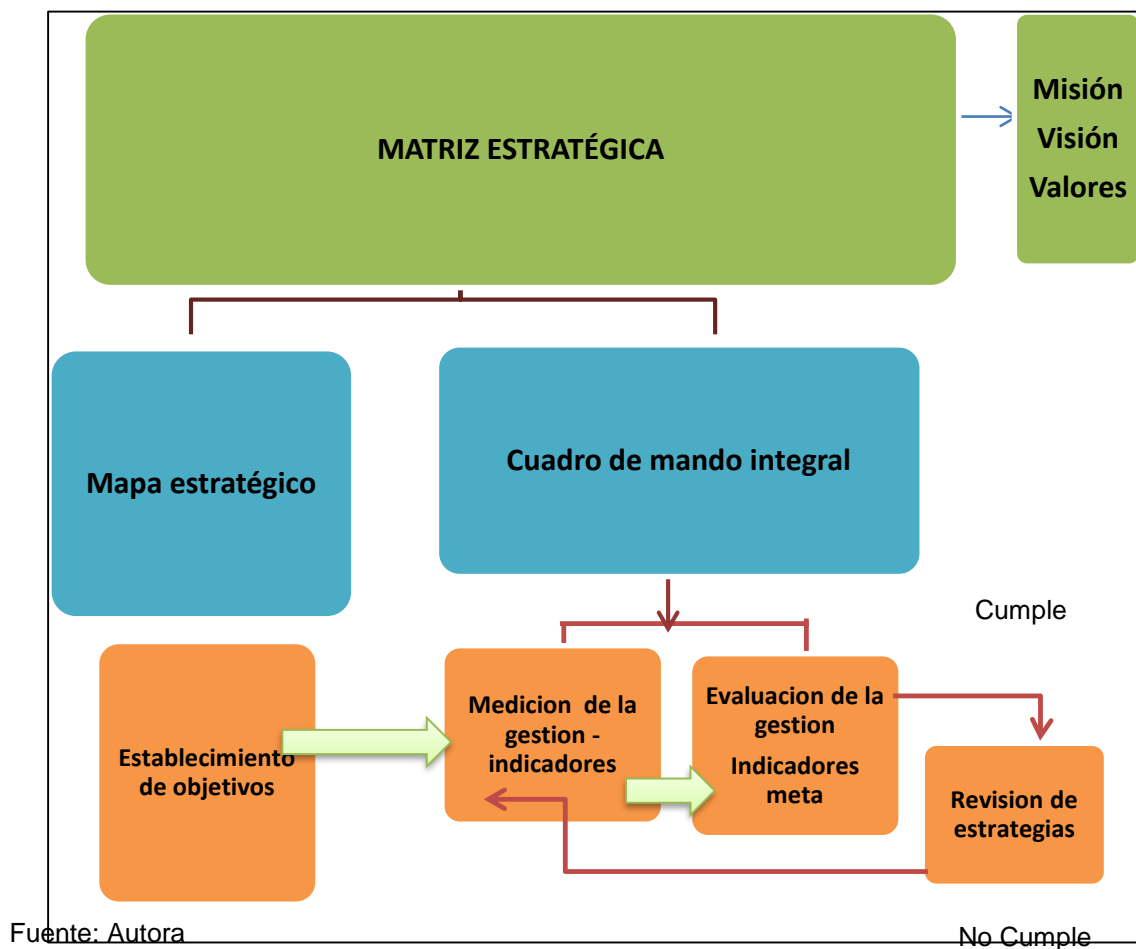 MATRIZ ESTRATÉGICA
Misión
Visión
Valores
Mapa estratégico
Cuadro de mando integral
Cumple
Establecimiento
de objetivos
Medicion de la
gestion -
indicadores
Evaluacion de la
gestion
Indicadores
meta
Revision de
estrategias
Fuente: Autora
No Cumple